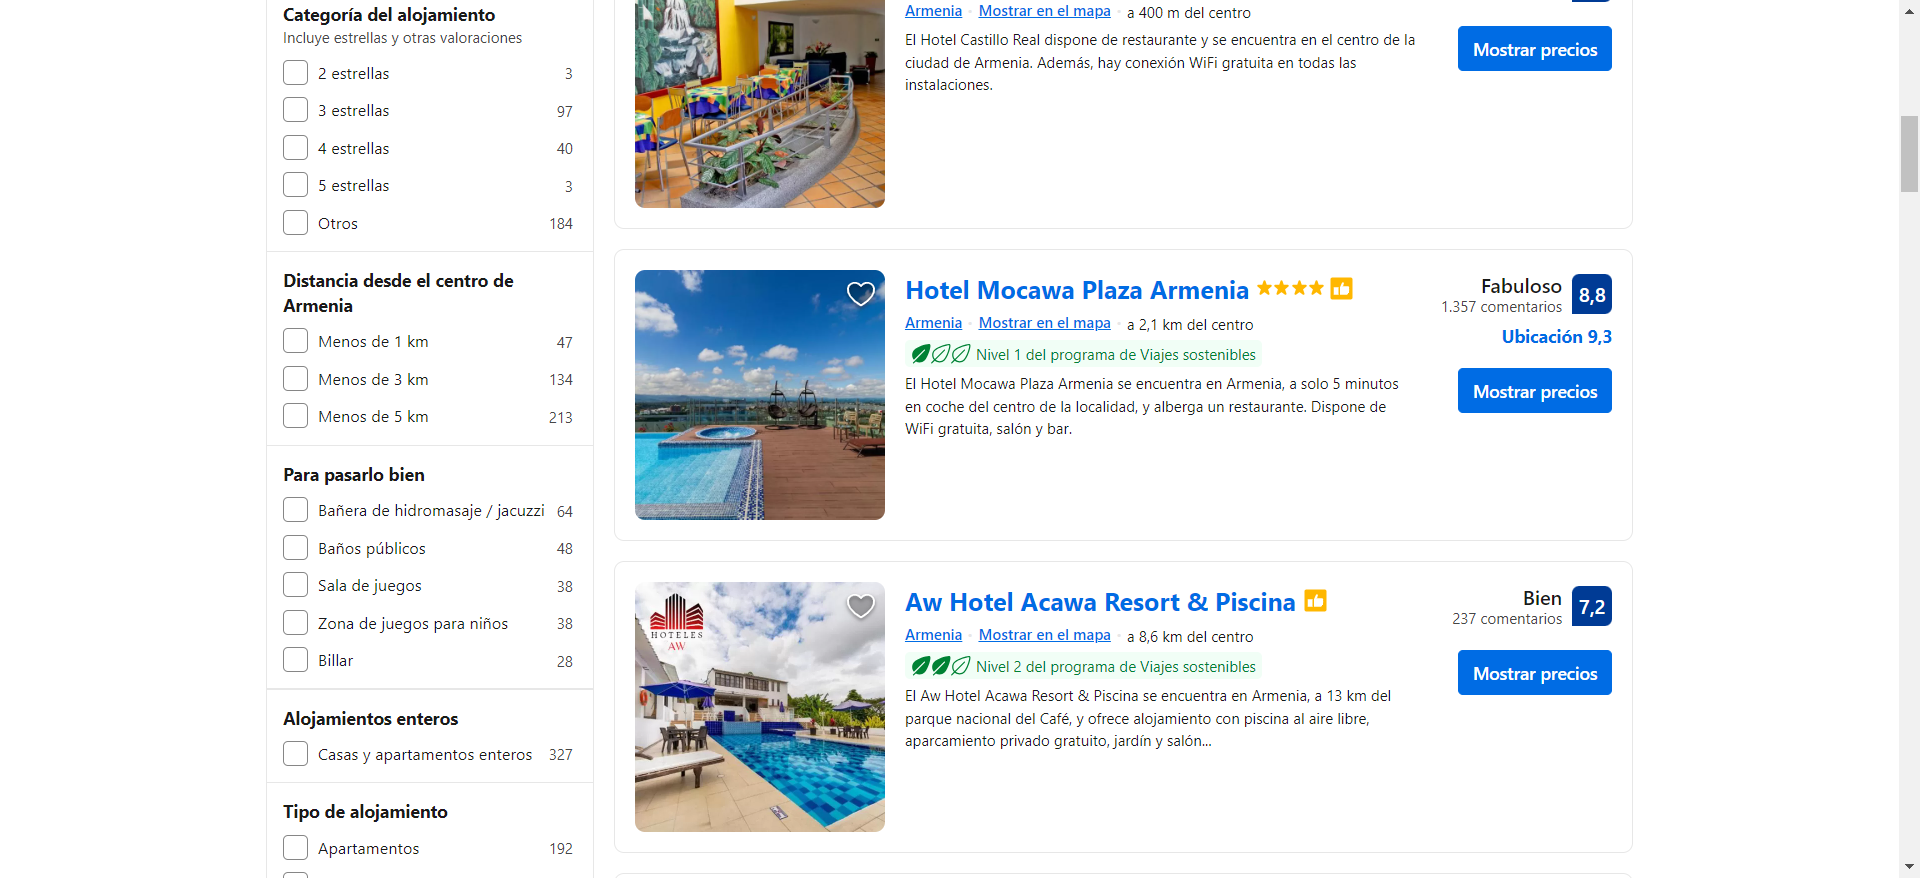 Categoría del alojamiento
Incluye estrellas y otras valoraciones
2 estrellas 3
3 estrellas 97
4 estrellas 40
5 estrellas 3
Otros 184
Distancia desde el centro de
Armenia
Menos de 1 km 47
Menos de 3 km 134
Menos de 5 km 213
Para pasarlo bien
Bañera de hidromasaje / jacuzzi 64
Baños públicos 48
Sala de juegos 38
Zona de juegos para niños 38
Billar 28
Alojamientos enteros
Casas y apartamentos enteros 327
Tipo de alojamiento
Apartamentos 192
Armenia Mostrar en el mapa a 400 m del centro
El Hotel Castillo Real dispone de restaurante y se encuentra en el centro de la
ciudad de Armenia. Además, hay conexión WiFi gratuita en todas las
instalaciones.
Mostrar precios
Hotel Mocawa Plaza Armenia
Armenia Mostrar en el mapa a 2,1 km del centro
Nivel 1 del programa de Viajes sostenibles
El Hotel Mocawa Plaza Armenia se encuentra en Armenia, a solo 5 minutos
en coche del centro de la localidad, y alberga un restaurante. Dispone de
WiFi gratuita, salón y bar.
Fabuloso 8,8
1.357 comentarios
Ubicación 9,3
Mostrar precios
HOTELES
AW
Aw Hotel Acawa Resort & Piscina
Armenia Mostrar en el mapa a 8,6 km del centro
Nivel 2 del programa de Viajes sostenibles
El Aw Hotel Acawa Resort & Piscina se encuentra en Armenia, a 13 km del
parque nacional del Café, y ofrece alojamiento con piscina al aire libre,
aparcamiento privado gratuito, jardín y salón...
Bien 7,2
237 comentarios
Mostrar precios